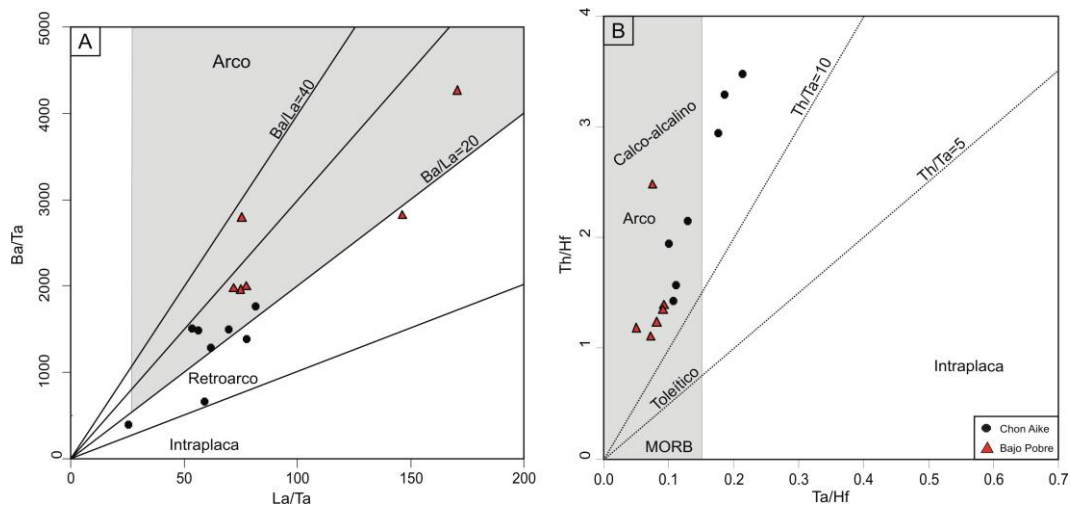 A
5000
4000
3000
2000
1000
0
Ba/Ta
Arco
Ba/La=40
Ba/La=20
Retroarco
Intraplaca
0
50
100
150
200
La/Ta
B
4
3
2
1
0
Th/Hf
Calco-alcalino
Th/Ta=10
Th/Ta=5
Arco
Toleítico
Intraplaca
MORB
Chon Aike
Bajo Pobre
0
0.1
0.2
0.3
0.4
0.5
0.6
0.7
Ta/Hf